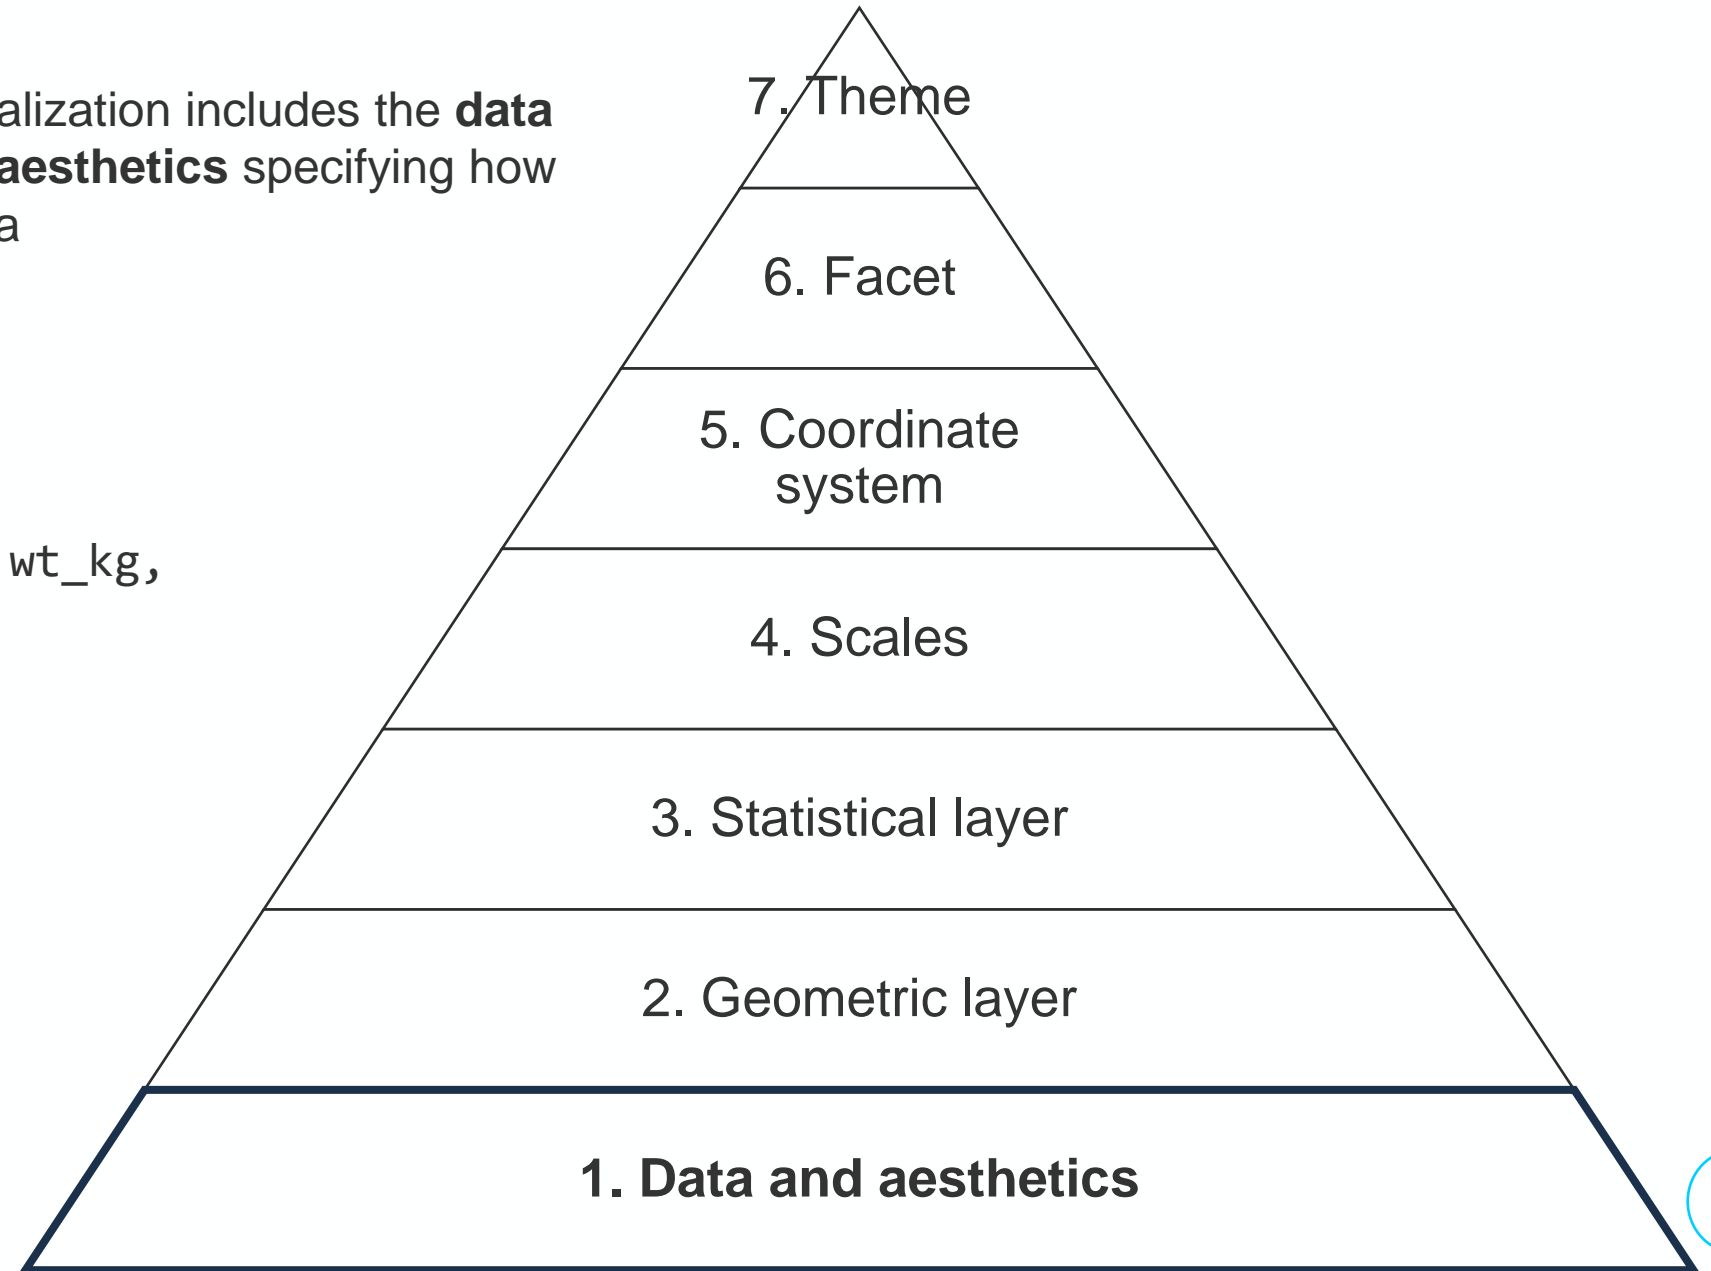 alization includes the data
aesthetics specifying how
a
wt_kg,
7. Theme
6. Facet
5. Coordinate
system
4. Scales
3. Statistical layer
2. Geometric layer
1. Data and aesthetics